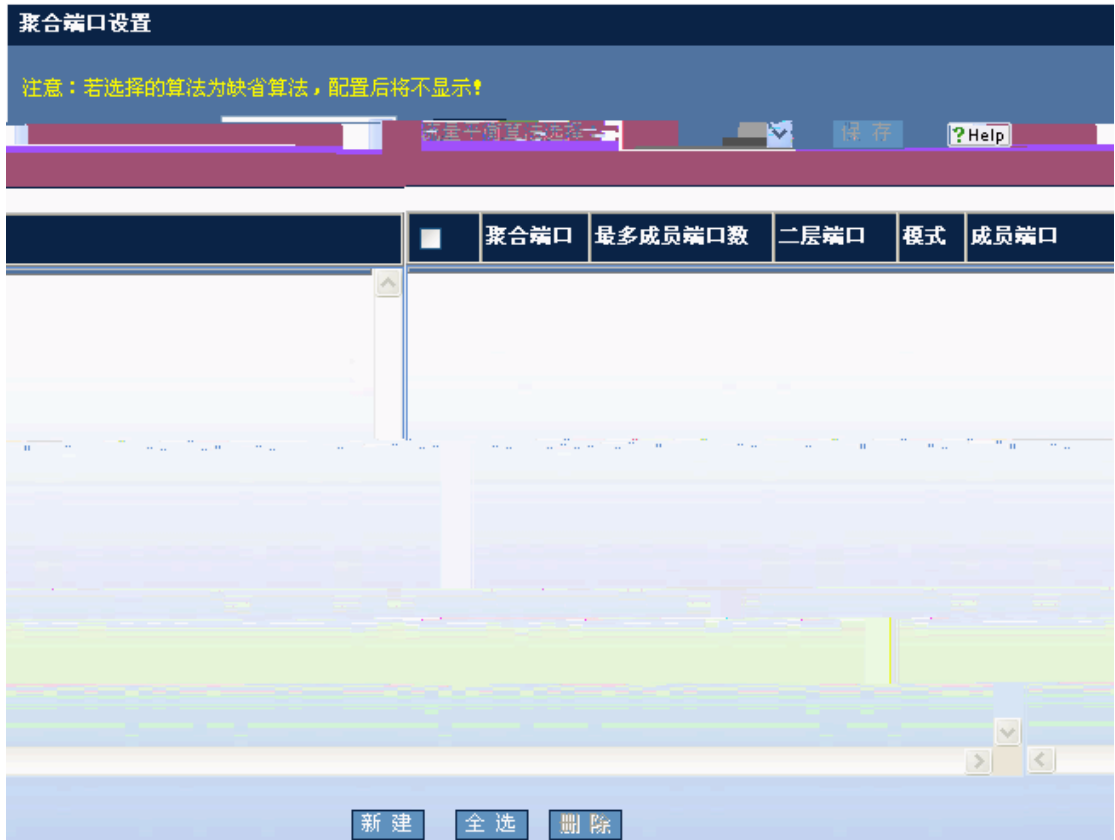 聚合端口设置
注意：若选择的算法为缺省算法，配置后将不显示!
保存 ?Help
聚合端口 最多成员端口数 二层端口 模式 成员端口
新建 全选 删除